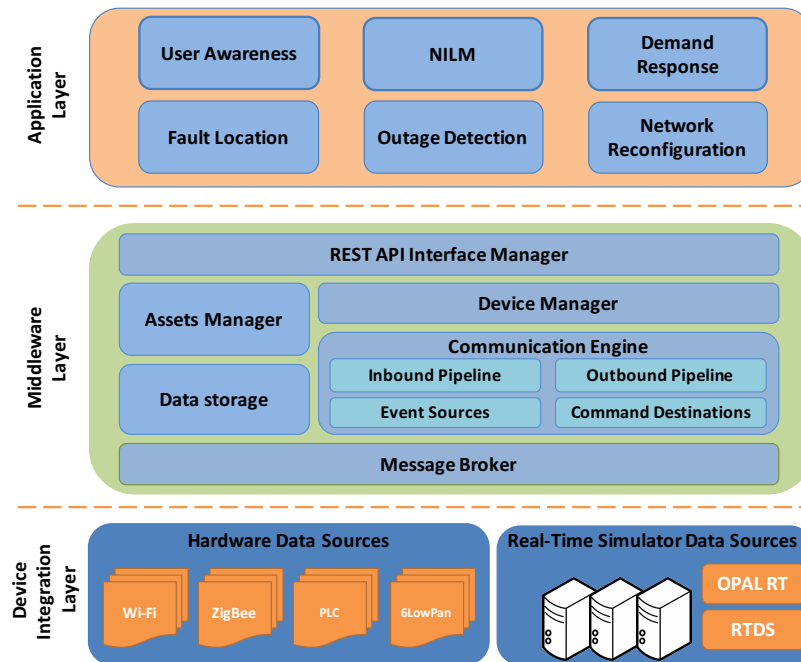 Application
Layer
User Awareness
NILM
Demand
Response
Fault Location
Outage Detection
Network
Reconfiguration
Middleware
Layer
REST API Interface Manager
Assets Manager
Device Manager
Data storage
Communication Engine
Inbound Pipeline
Outbound Pipeline
Event Sources
Command Destinations
Message Broker
Device
Integration
Layer
Hardware Data Sources
Wi-Fi
ZigBee
PLC
6LowPan
Real-Time Simulator Data Sources
OPAL RT
RTDS